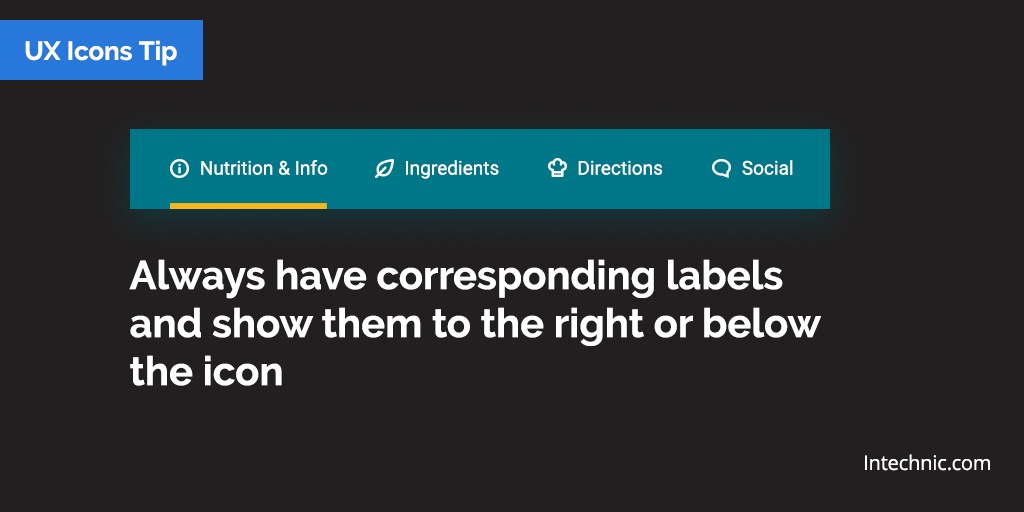 UX Icons Tip
Nutrition & Info Ingredients Directions Social
Always have corresponding labels
and show them to the right or below
the icon
Intechnic.com